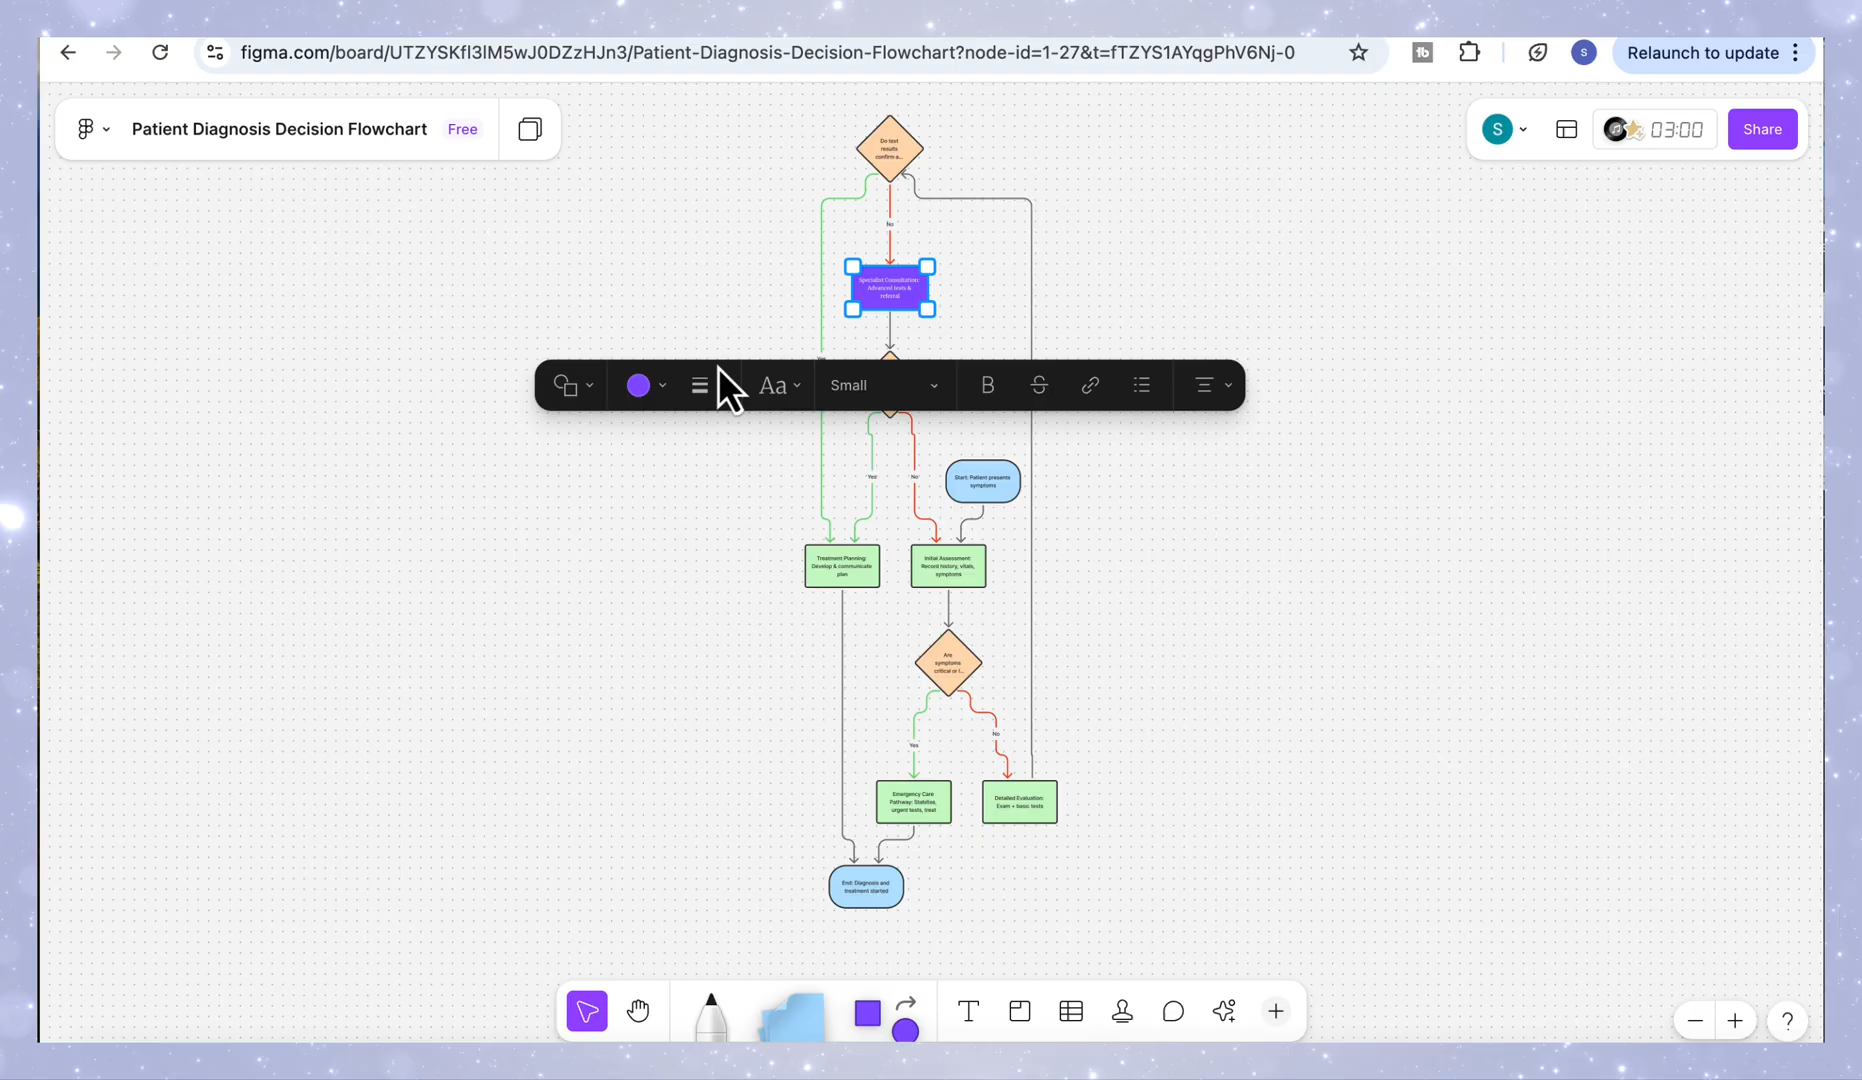 figma.com/board/UTZYSKfl3lM5wJ0DZzHJn3/Patient-Diagnosis-Decision-Flowchart?node-id=1-27&t=fTZYS1AYqgPhV6Nj-0
S
Relaunch to update
Patient Diagnosis Decision Flowchart
Free
S
03:00
Share
Do test
results
confirm a...
No
Specialist Consultation:
Advanced tests &
referral
Yes
Aa
Small
B
S
Yes
No
Start: Patient presents
symptoms
Treatment Planning:
Develop & communicate
plan
Initial Assessment:
Record history, vitals,
symptoms
Are
symptoms
critical or l...
Yes
No
Emergency Care
Pathway: Stabilise,
urgent tests, treat
Detailed Evaluation:
Exam + basic tests
End: Diagnosis and
treatment started
T
?